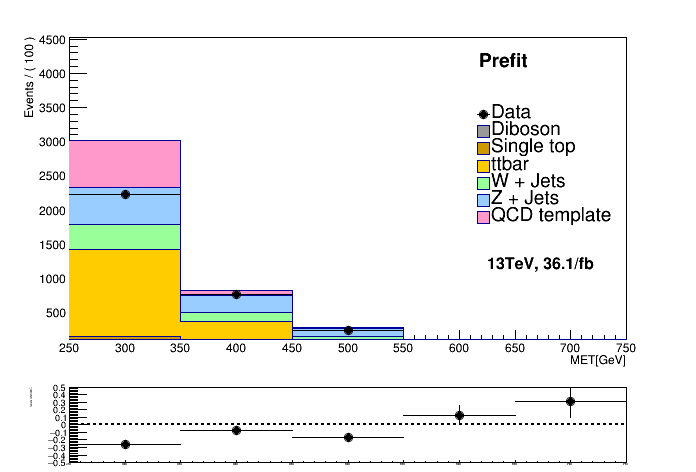 Events / ( 100 )
4500
4000
3500
3000
2500
2000
1500
1000
500
Prefit
Data
Diboson
Single top
ttbar
W + Jets
Z + Jets
QCD template
13TeV, 36.1/fb
250 300 350 400 450 500 550 600 650 700 750
MET[GeV]
0.5
0.4
0.3
0.2
0.1
0
−0.1
−0.2
−0.3
−0.4
−0.5